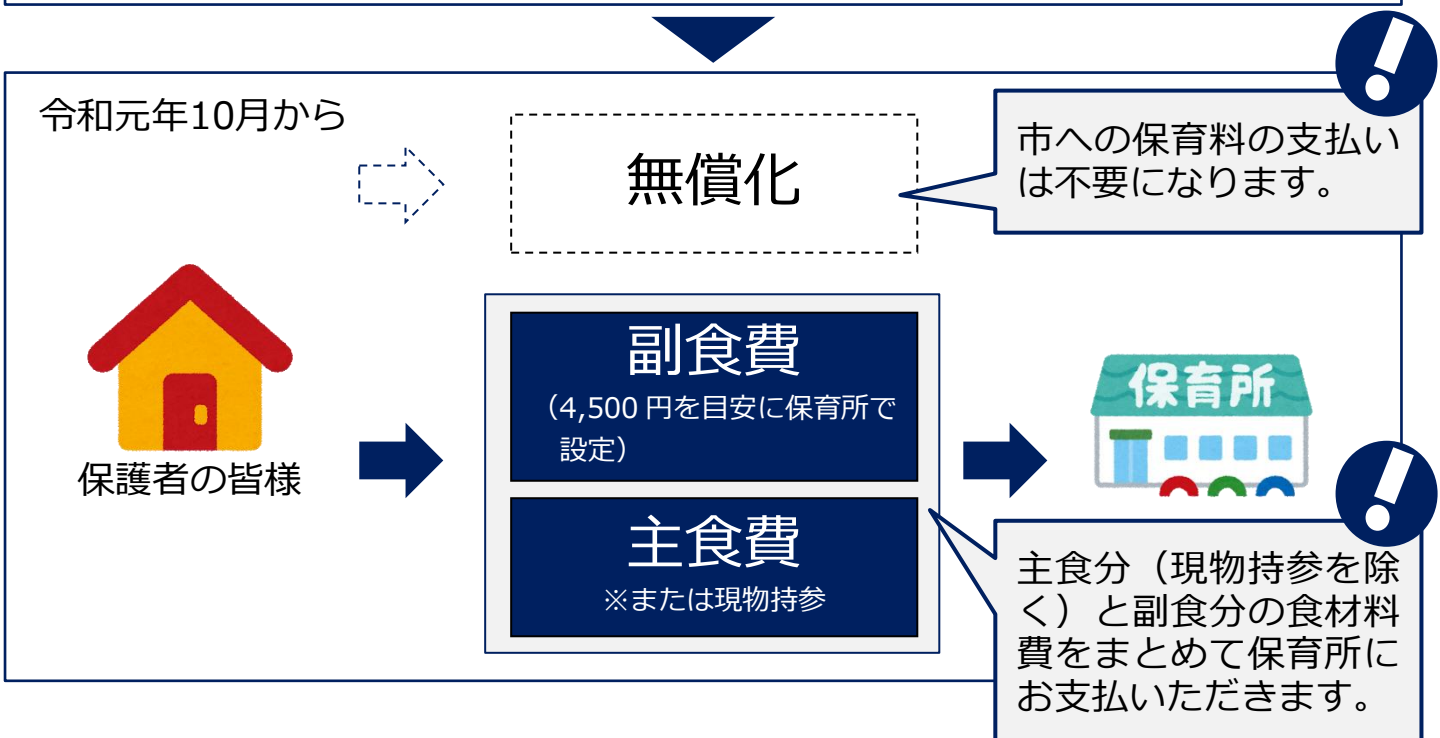 令和元年10月から
無償化
市への保育料の支払い
は不要になります。
保護者の皆様
副食費
（4,500 円を目安に保育所で
設定）
主食費
※または現物持参
保育所
主食分（現物持参を除
く）と副食分の食材料
費をまとめて保育所に
お支払いただきます。